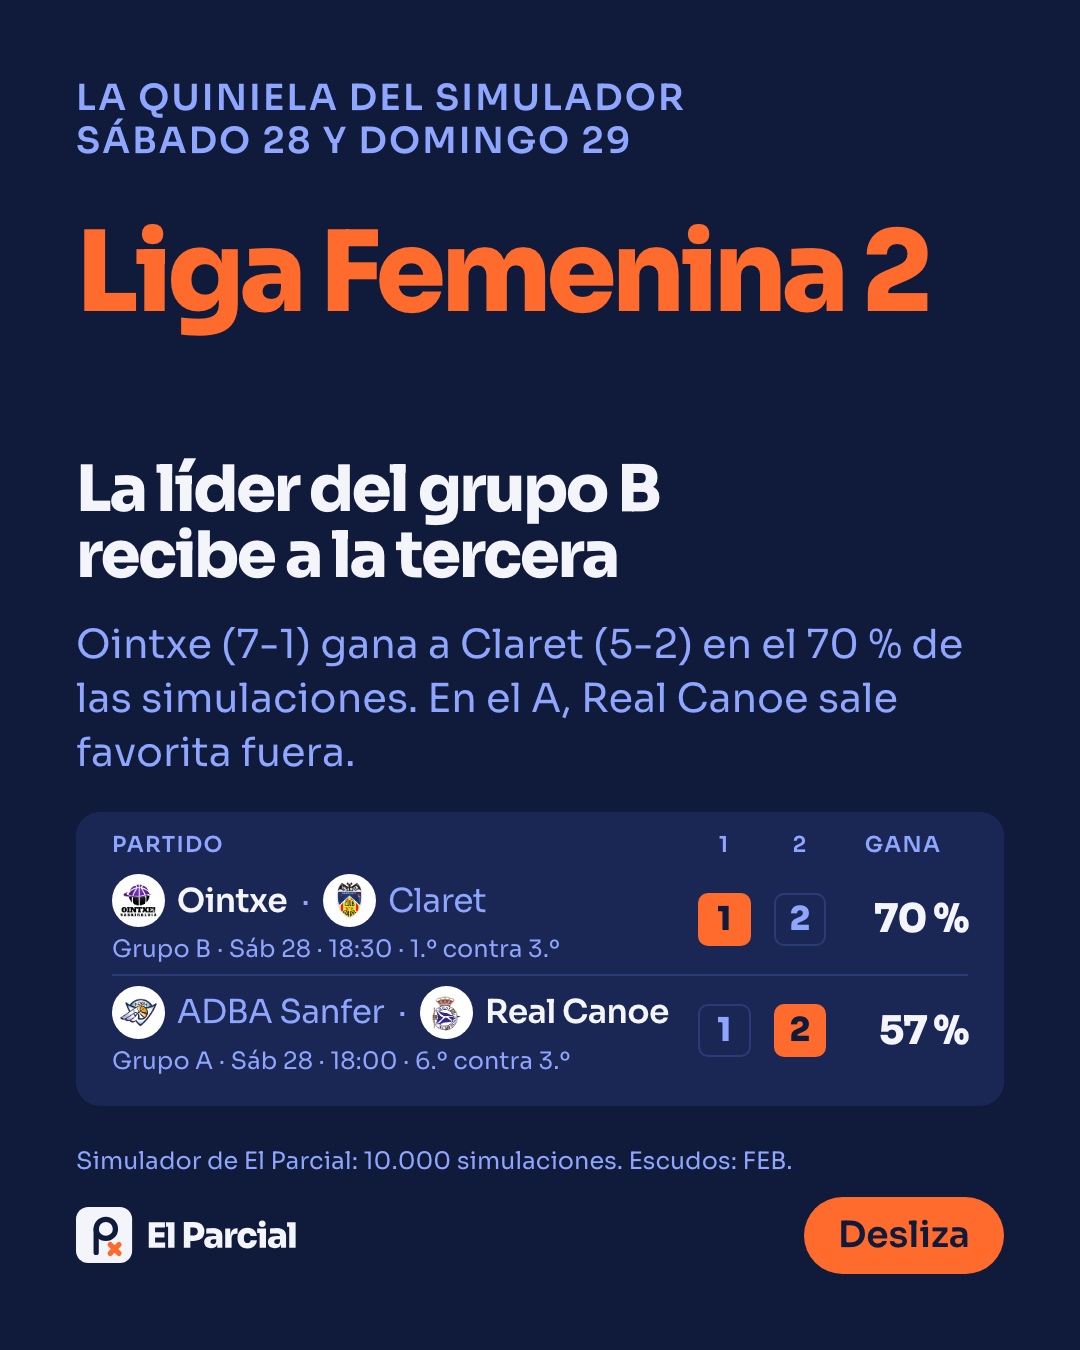 LA QUINIELA DEL SIMULADOR
SÁBADO 28 Y DOMINGO 29
Liga Femenina 2
La líder del grupo B
recibe a la tercera
Ointxe (7-1) gana a Claret (5-2) en el 70 % de
las simulaciones. En el A, Real Canoe sale
favorita fuera.
PARTIDO 1 2 GANA
OINTXE! Ointxe · Claret 1 2 70 %
Grupo B · Sáb 28 · 18:30 · 1.º contra 3.º
ADBA Sanfer · Real Canoe 1 2 57 %
Grupo A · Sáb 28 · 18:00 · 6.º contra 3.º
Simulador de El Parcial: 10.000 simulaciones. Escudos: FEB.
El Parcial
Desliza